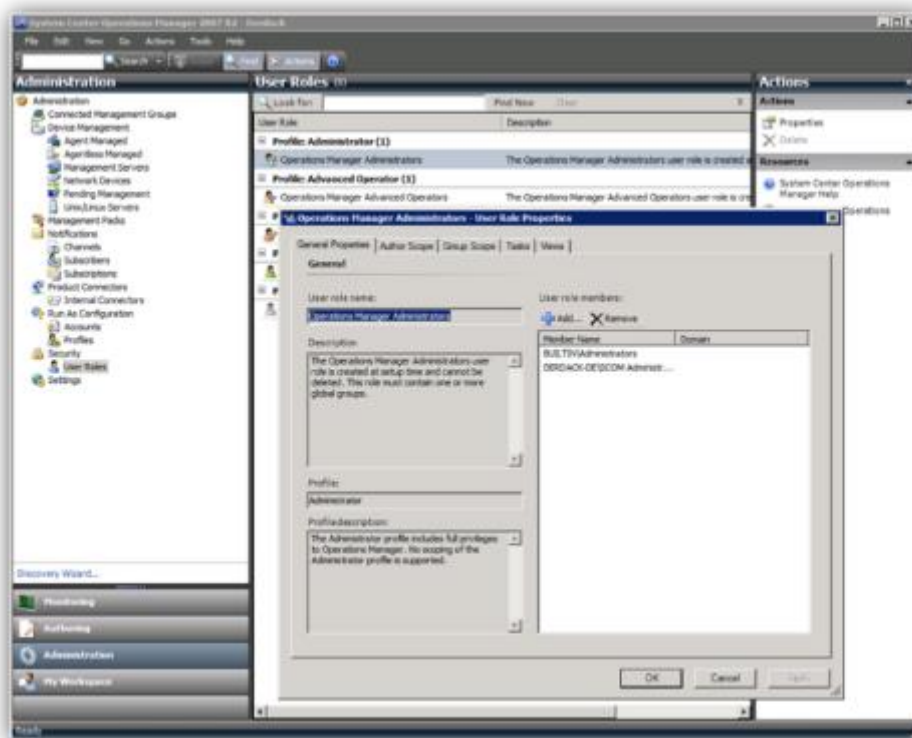 System Center Operations Manager 2007 R2 - Derdack
File Edit View Go Actions Tools Help
Search Find Actions
Administration
Administration
Connected Management Groups
Device Management
Agent Managed
Agentless Managed
Management Servers
Network Devices
Pending Management
Unix/Linux Servers
Management Packs
Notifications
Channels
Subscribers
Subscriptions
Product Connectors
Internal Connectors
Run As Configuration
Accounts
Profiles
Security
User Roles
Settings
Discovery Wizard...
Monitoring
Authoring
Administration
My Workspace
Ready
User Roles
Look for: Find Now Clear X
User Role Description
Profile: Administrator (1)
Operations Manager Administrators The Operations Manager Administrators user role is created
Profile: Advanced Operator (1)
Operations Manager Advanced Operators The Operations Manager Advanced Operators user role is cre
Operations Manager Administrators - User Role Properties
General Properties Author Scope Group Scope Tasks Views
General
User role name:
Operations Manager Administrators
Description
The Operations Manager Administrators user
role is created at setup time and cannot be
deleted. This role must contain one or more
global groups.
Profile:
Administrator
Profile description:
The Administrator profile includes full privileges
to Operations Manager. No scoping of the
Administrator profile is supported.
User role members:
Add... Remove
Member Name Domain
BUILTIN\Administrators
DERDACK-DE\SCOM Administr...
OK Cancel Apply
Actions
Actions
Properties
Delete
Resources
System Center Operations
Manager Help
Operations